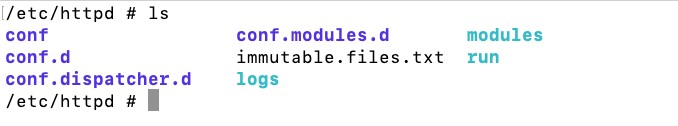 /etc/httpd # ls
conf conf.modules.d modules
conf.d immutable.files.txt run
conf.dispatcher.d logs
/etc/httpd #